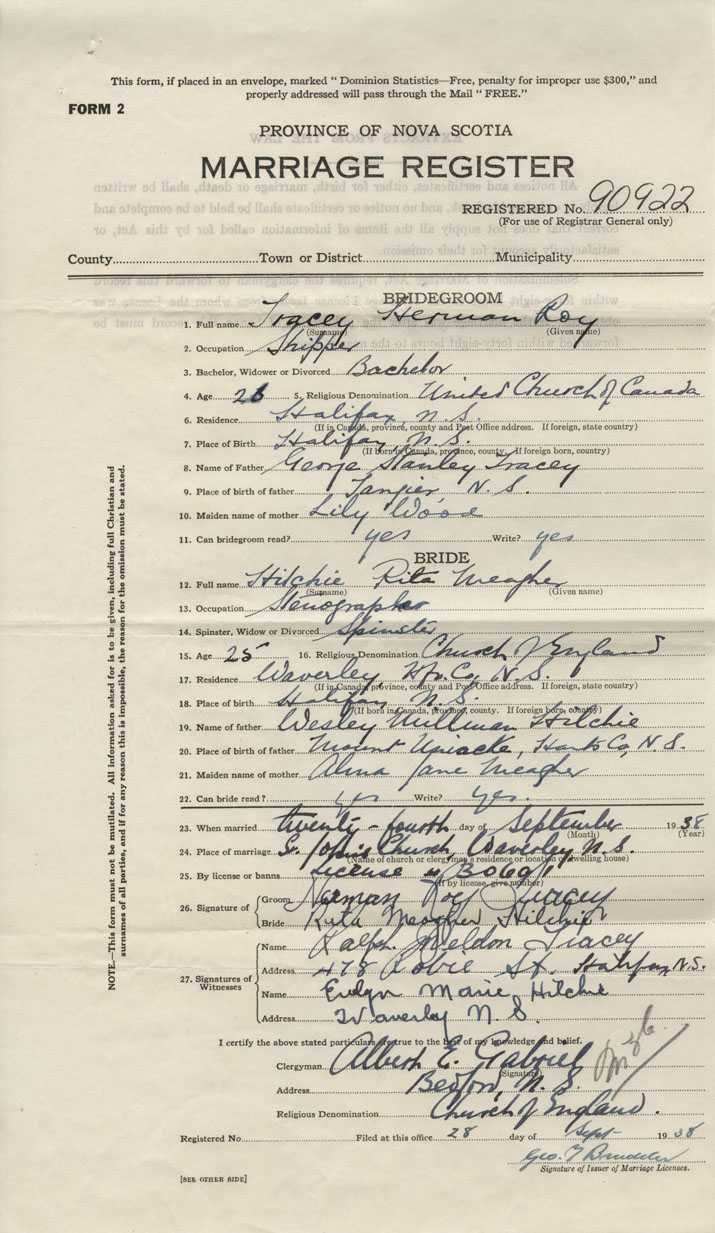 This form, if placed in an envelope, marked " Dominion Statistics—Free, penalty for improper use $300," and
properly addressed will pass through the Mail " FREE."
FORM 2
PROVINCE OF NOVA SCOTIA
MARRIAGE REGISTER
REGISTERED No. 90922
(For use of Registrar General only)
County Town or District Municipality
BRIDEGROOM
1. Full name Tracey Herman Roy
(Surname) (Given name)
2. Occupation Shipper
3. Bachelor, Widower or Divorced Bachelor
4. Age 26 5. Religious Denomination United Church of Canada
6. Residence Halifax N.S.
(If in Canada, province, county and Post Office address. If foreign, state country)
7. Place of Birth Halifax N.S.
(If born in Canada, province, county. If foreign born, country)
8. Name of Father George Stanley Tracey
9. Place of birth of father Tangier, N.S.
10. Maiden name of mother Lily Wood
11. Can bridegroom read? yes Write? yes
BRIDE
12. Full name Hilchie Rita Meagher
(Surname) (Given name)
13. Occupation Stenographer
14. Spinster, Widow or Divorced Spinster
15. Age 25 16. Religious Denomination Church of England
17. Residence Waverley, Hfx. Co, N.S.
(If in Canada, province, county and Post Office address. If foreign, state country)
18. Place of birth Halifax N.S.
(If born in Canada, province, county. If foreign born, country)
19. Name of father Wesley Millman Hilchie
20. Place of birth of father Mount Uniacke, Hants Co, N.S.
21. Maiden name of mother Alma Jane Meagher
22. Can bride read? yes Write? yes.
23. When married twenty-fourth day of September 1938
(Month) (Year)
24. Place of marriage St. John's Church, Waverley N.S.
(Name of church or clergyman's residence or location of dwelling house)
25. By license or banns License # B0691
(If by license, give number)
26. Signature of Groom Herman Roy Tracey
Bride Rita Meagher Hilchie
27. Signatures of Witnesses
Name Ralph Sheldon Tracey
Address 478 Robie St. Halifax N.S.
Name Evelyn Marie Hilchie
Address Waverley N.S.
I certify the above stated particulars are true to the best of my knowledge and belief.
Clergyman Albert E. Gabriel
(Signature)
Address Bedford, N.S.
Religious Denomination Church of England.
Registered No. Filed at this office 28 day of Sept 1938
Geo.
Signature of Issuer of Marriage Licenses.
[SEE OTHER SIDE]
NOTE.—This form must not be mutilated. All information asked for is to be given, including full Christian and
surnames of all parties, and if for any reason this is impossible, the reason for the omission must be stated.